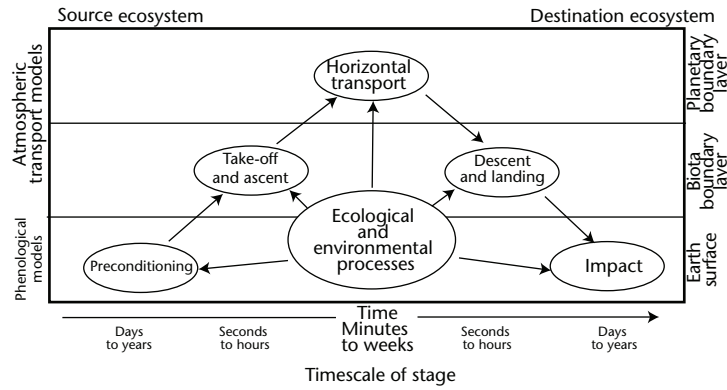 Source ecosystem
Destination ecosystem
Atmospheric
transport models
Phenological
models
Horizontal
transport
Take-off
and ascent
Descent
and landing
Ecological
and
environmental
processes
Preconditioning
Impact
Planetary
boundary
layer
Biota
boundary
layer
Earth
surface
Time
Days
to years
Seconds
to hours
Minutes
to weeks
Seconds
to hours
Days
to years
Timescale of stage